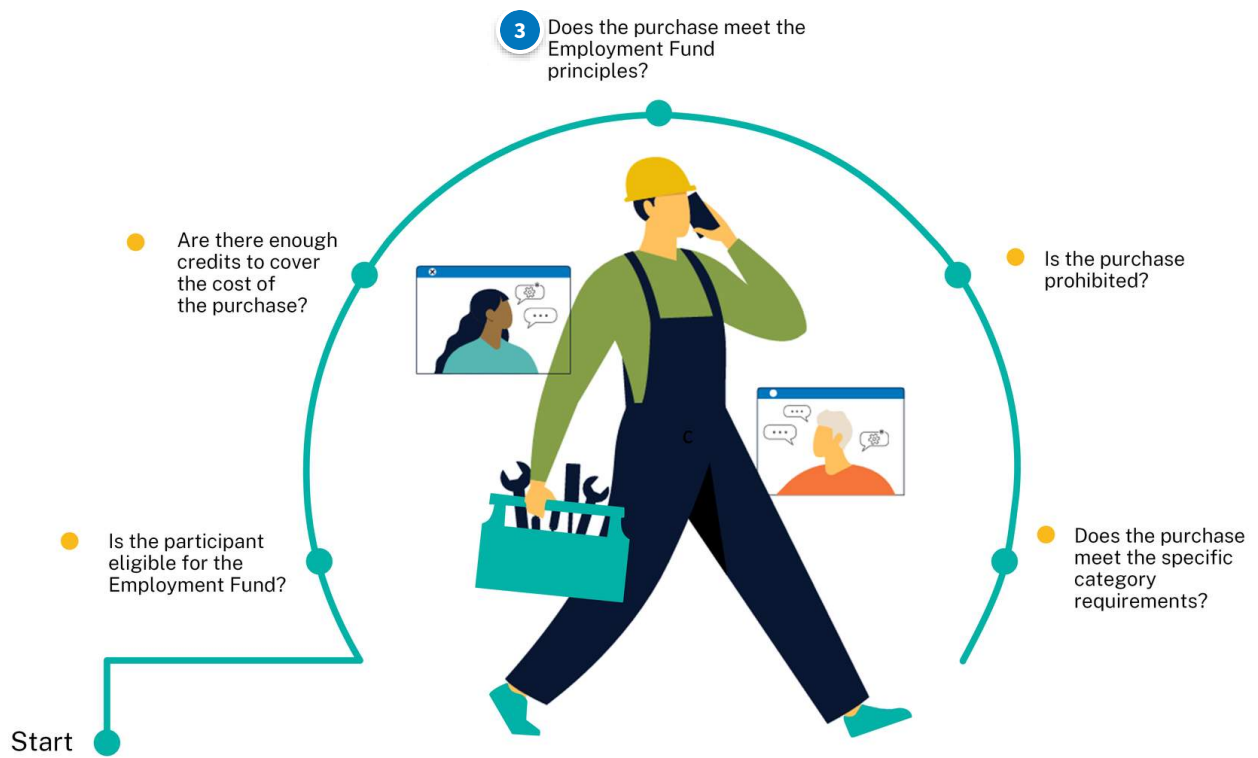 3
Does the purchase meet the
Employment Fund
principles?
Are there enough
credits to cover
the cost of
the purchase?
Is the purchase
prohibited?
Is the participant
eligible for the
Employment Fund?
Does the purchase
meet the specific
category
requirements?
C
Start